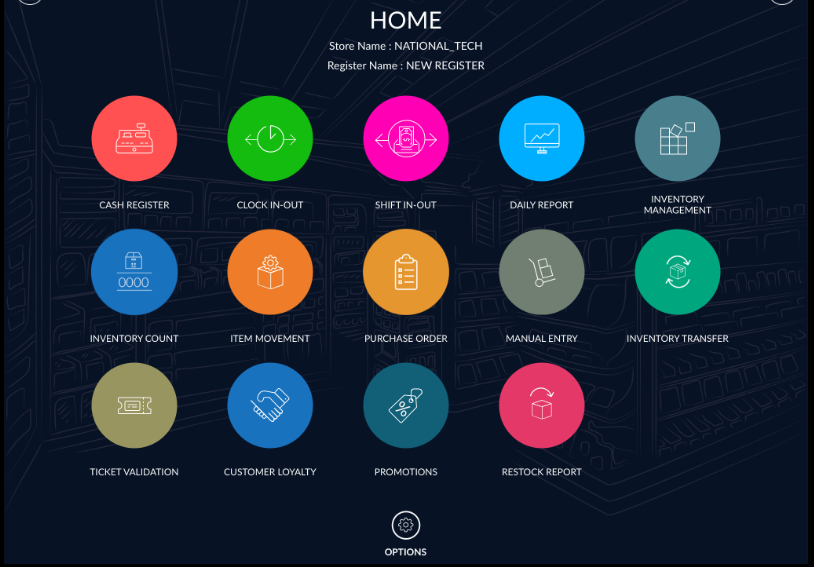 HOME
Store Name : NATIONAL_TECH
Register Name : NEW REGISTER
CASH REGISTER
CLOCK IN-OUT
SHIFT IN-OUT
DAILY REPORT
INVENTORY
MANAGEMENT
0000
INVENTORY COUNT
ITEM MOVEMENT
PURCHASE ORDER
MANUAL ENTRY
INVENTORY TRANSFER
TICKET VALIDATION
CUSTOMER LOYALTY
PROMOTIONS
RESTOCK REPORT
OPTIONS